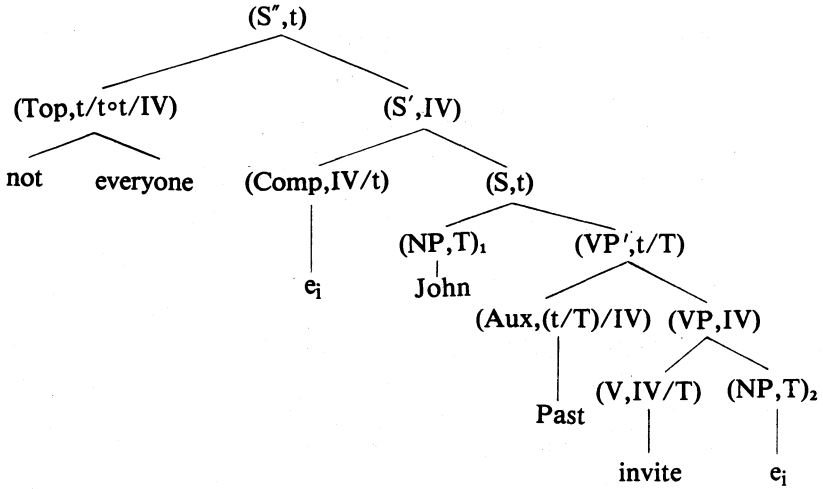 (S″,t)
(Top,t/t∘t/IV) (S′,IV)
not everyone (Comp,IV/t) (S,t)
(NP,T)₁ (VP′,t/T)
eᵢ John
(Aux,(t/T)/IV) (VP,IV)
Past (V,IV/T) (NP,T)₂
invite eᵢ